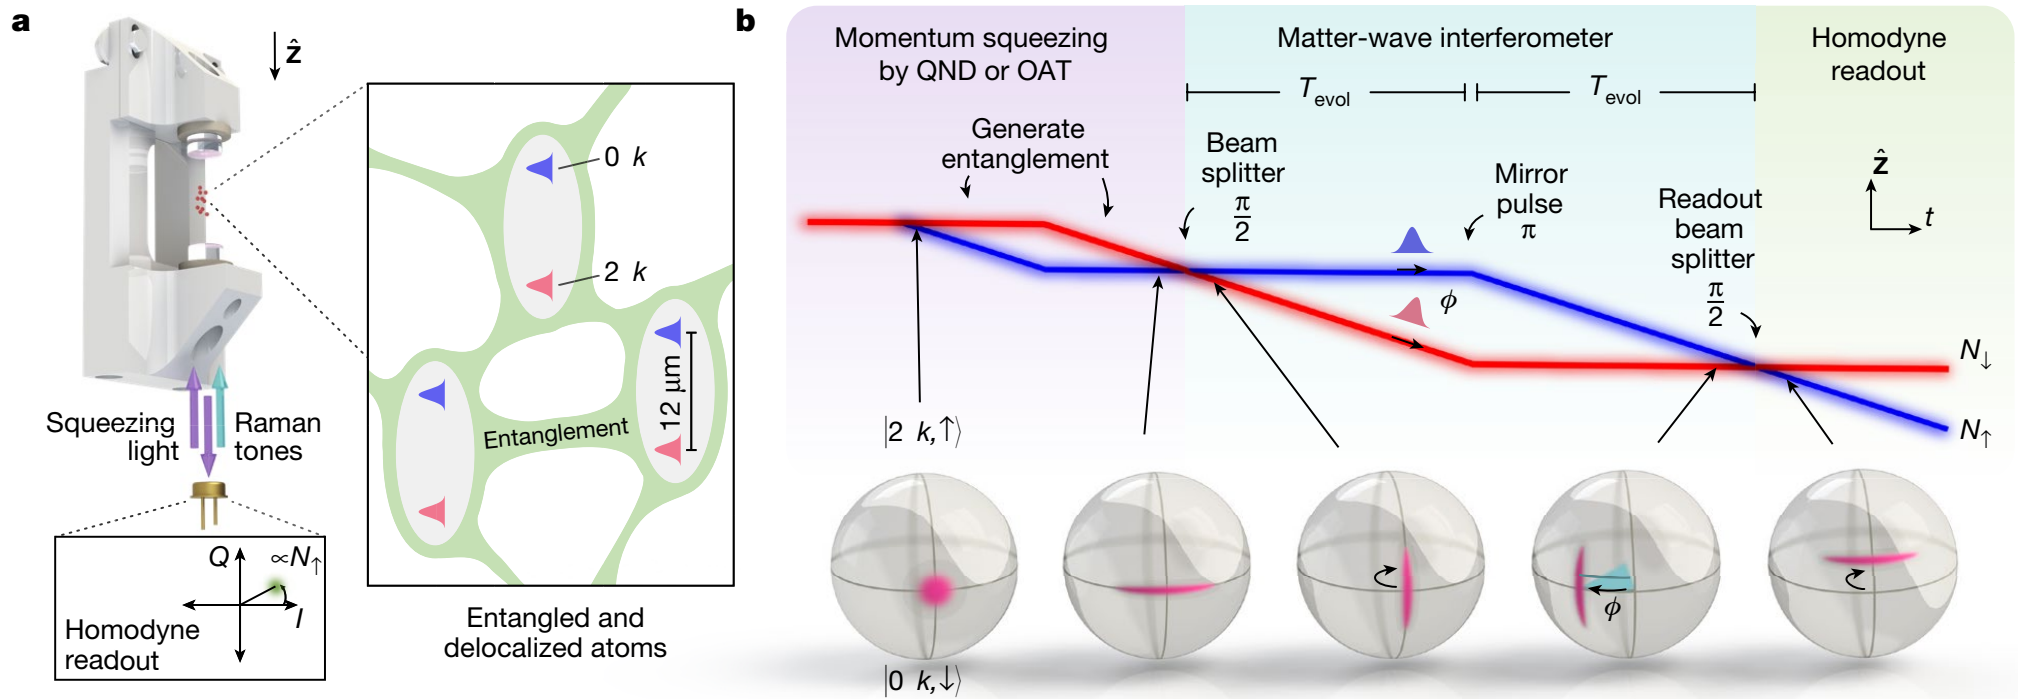 a
ẑ
0 k
2 k
12 μm
Entanglement
Squeezing
light
Raman
tones
Q
∝N↑
I
Homodyne
readout
Entangled and
delocalized atoms
b
Momentum squeezing
by QND or OAT
Matter-wave interferometer
Homodyne
readout
T_evol
T_evol
Generate
entanglement
Beam
splitter
π/2
Mirror
pulse
π
Readout
beam
splitter
π/2
ẑ
t
ϕ
N↓
N↑
|2 k,↑⟩
ϕ
|0 k,↓⟩